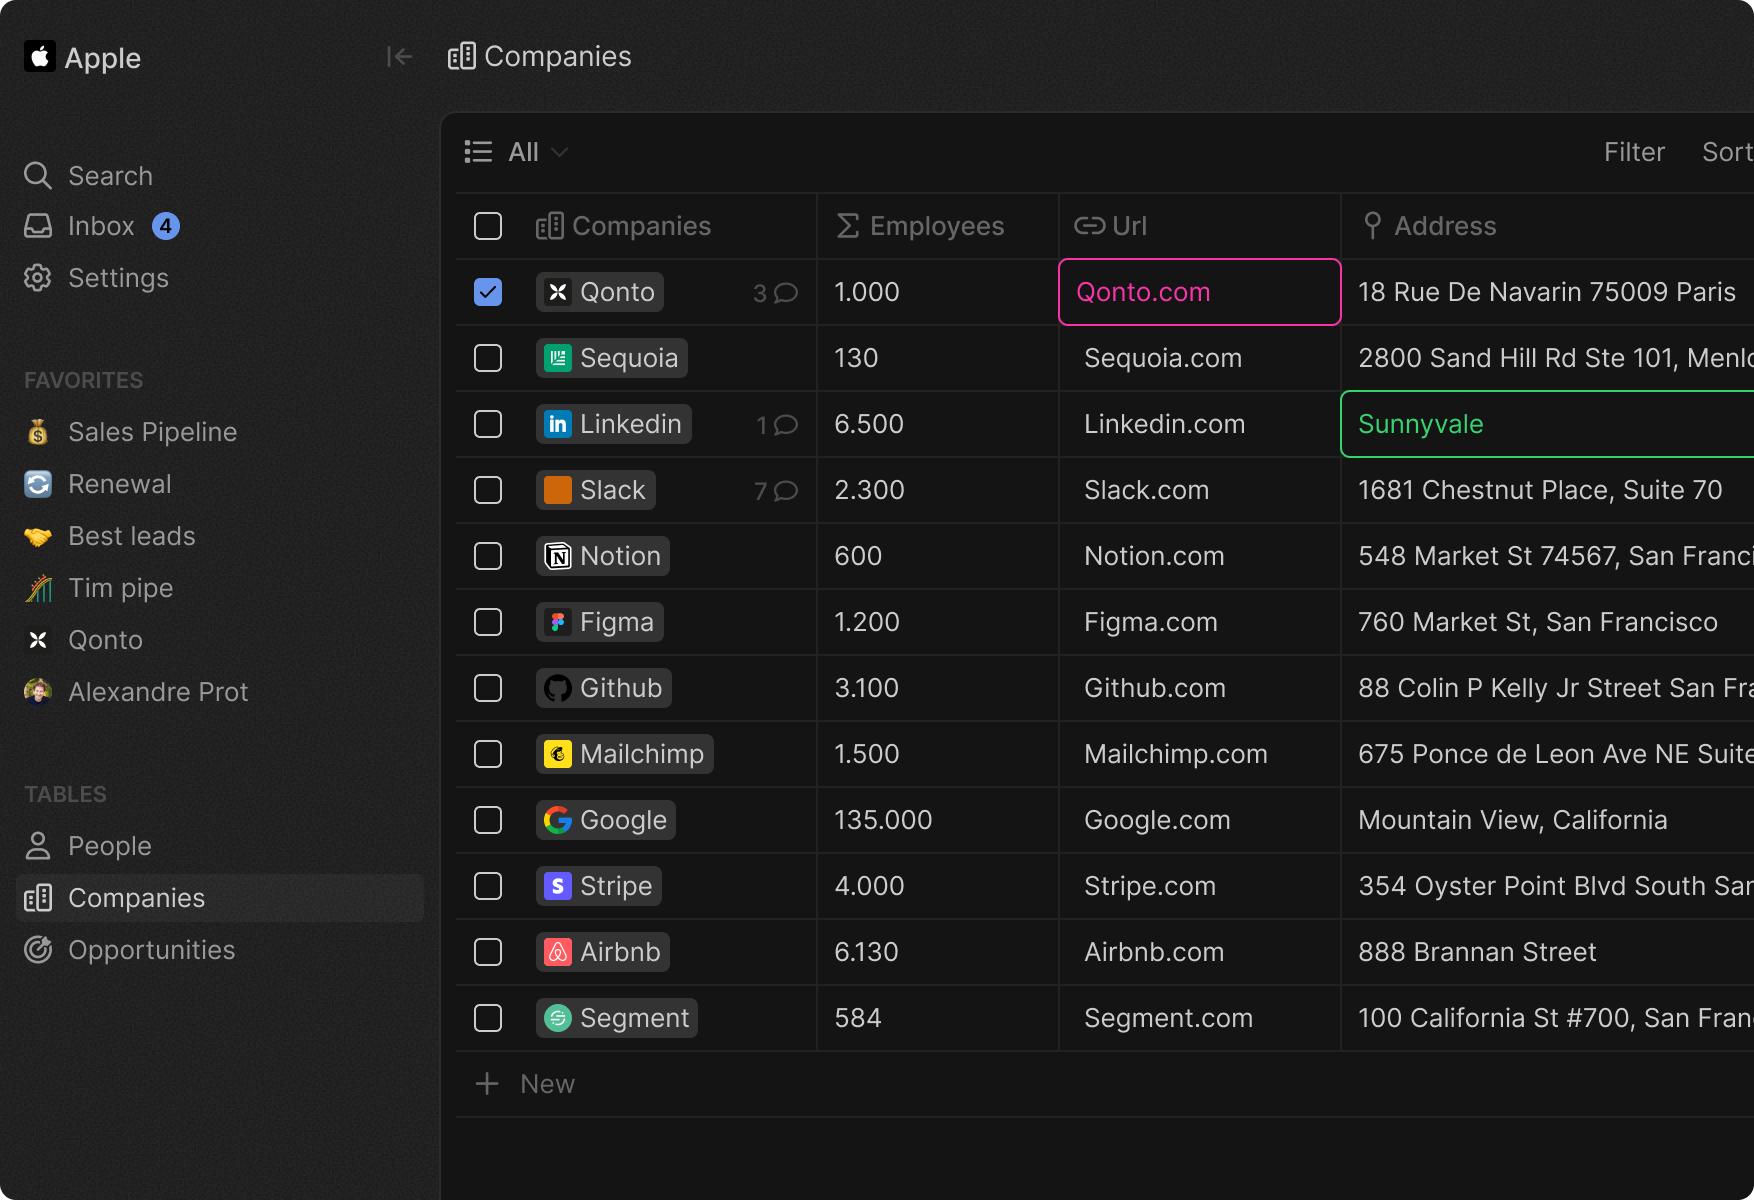 Apple
Companies
Search
Inbox 4
Settings
FAVORITES
Sales Pipeline
Renewal
Best leads
Tim pipe
Qonto
Alexandre Prot
TABLES
People
Companies
Opportunities
All Filter Sort
Companies Employees Url Address
Qonto 3 1.000 Qonto.com 18 Rue De Navarin 75009 Paris
Sequoia 130 Sequoia.com 2800 Sand Hill Rd Ste 101,
Linkedin 1 6.500 Linkedin.com Sunnyvale
Slack 7 2.300 Slack.com 1681 Chestnut Place, Suite 70
Notion 600 Notion.com 548 Market St 74567, San
Figma 1.200 Figma.com 760 Market St, San Francisco
Github 3.100 Github.com 88 Colin P Kelly Jr Street San
Mailchimp 1.500 Mailchimp.com 675 Ponce de Leon Ave NE Suite
Google 135.000 Google.com Mountain View, California
Stripe 4.000 Stripe.com 354 Oyster Point Blvd South San
Airbnb 6.130 Airbnb.com 888 Brannan Street
Segment 584 Segment.com 100 California St #700, San
New